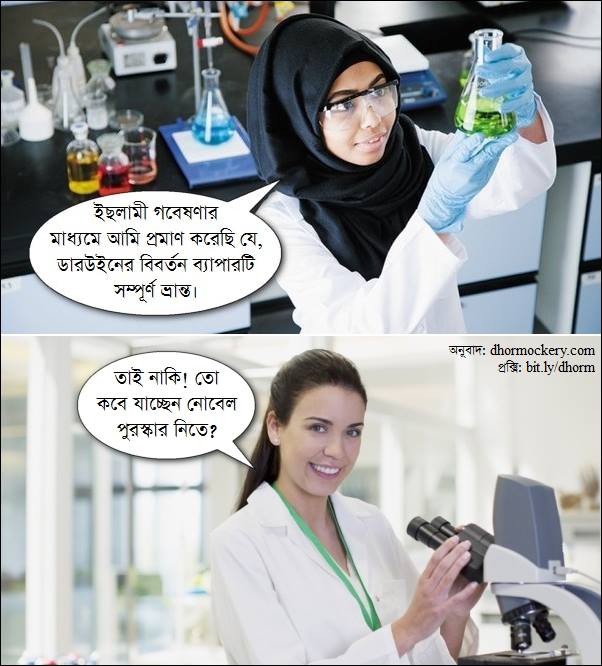 ইছলামী গবেষণার
মাধ্যমে আমি প্রমাণ করেছি যে,
ডারউইনের বিবর্তন ব্যাপারটি
সম্পূর্ণ ভ্রান্ত।
অনুবাদ: dhormockery.com
প্রক্সি: bit.ly/dhorm
তাই নাকি! তো
কবে যাচ্ছেন নোবেল
পুরস্কার নিতে?